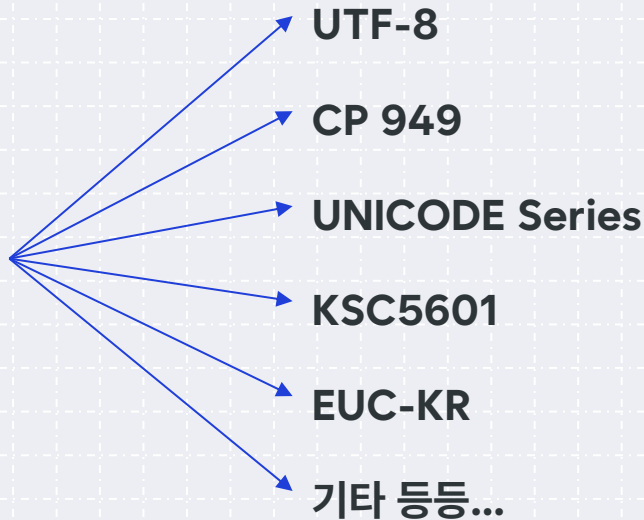 UTF-8
CP 949
UNICODE Series
KSC5601
EUC-KR
기타 등등...